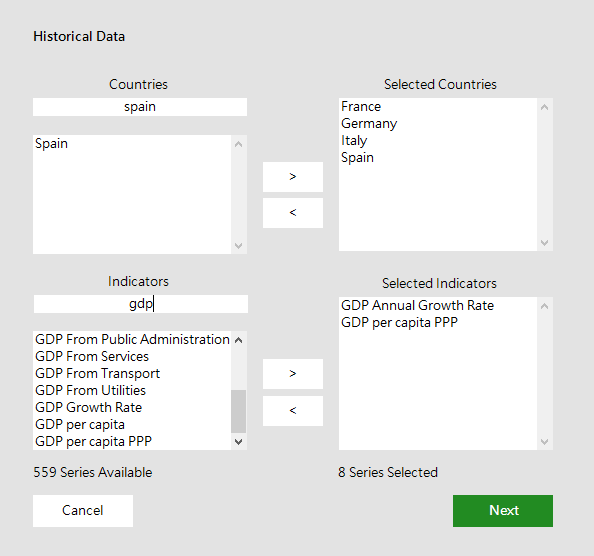 Historical Data
Countries
spain
Spain
>
<
Selected Countries
France
Germany
Italy
Spain
Indicators
gdp
GDP From Public Administration
GDP From Services
GDP From Transport
GDP From Utilities
GDP Growth Rate
GDP per capita
GDP per capita PPP
>
<
Selected Indicators
GDP Annual Growth Rate
GDP per capita PPP
559 Series Available
8 Series Selected
Cancel
Next